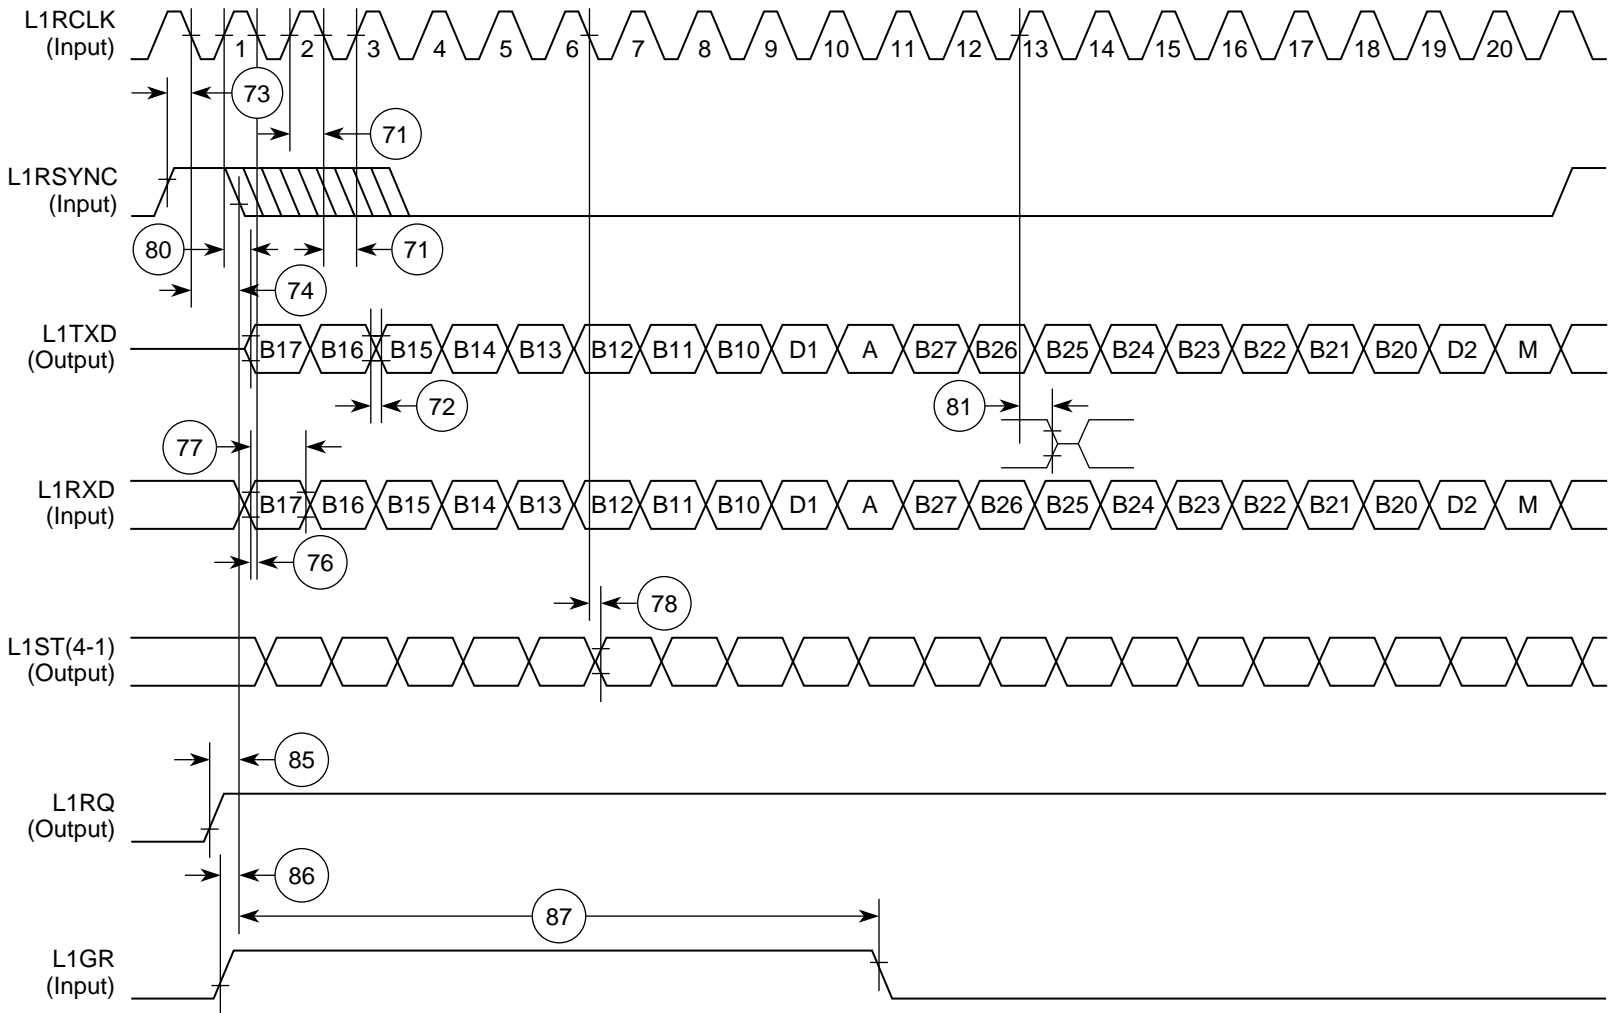 L1RCLK
(Input)
1 2 3 4 5 6 7 8 9 10 11 12 13 14 15 16 17 18 19 20
73
71
L1RSYNC
(Input)
80
71
74
L1TXD
(Output)
B17 B16 B15 B14 B13 B12 B11 B10 D1 A B27 B26 B25 B24 B23 B22 B21 B20 D2 M
72
81
77
L1RXD
(Input)
B17 B16 B15 B14 B13 B12 B11 B10 D1 A B27 B26 B25 B24 B23 B22 B21 B20 D2 M
76
78
L1ST(4-1)
(Output)
85
L1RQ
(Output)
86
87
L1GR
(Input)